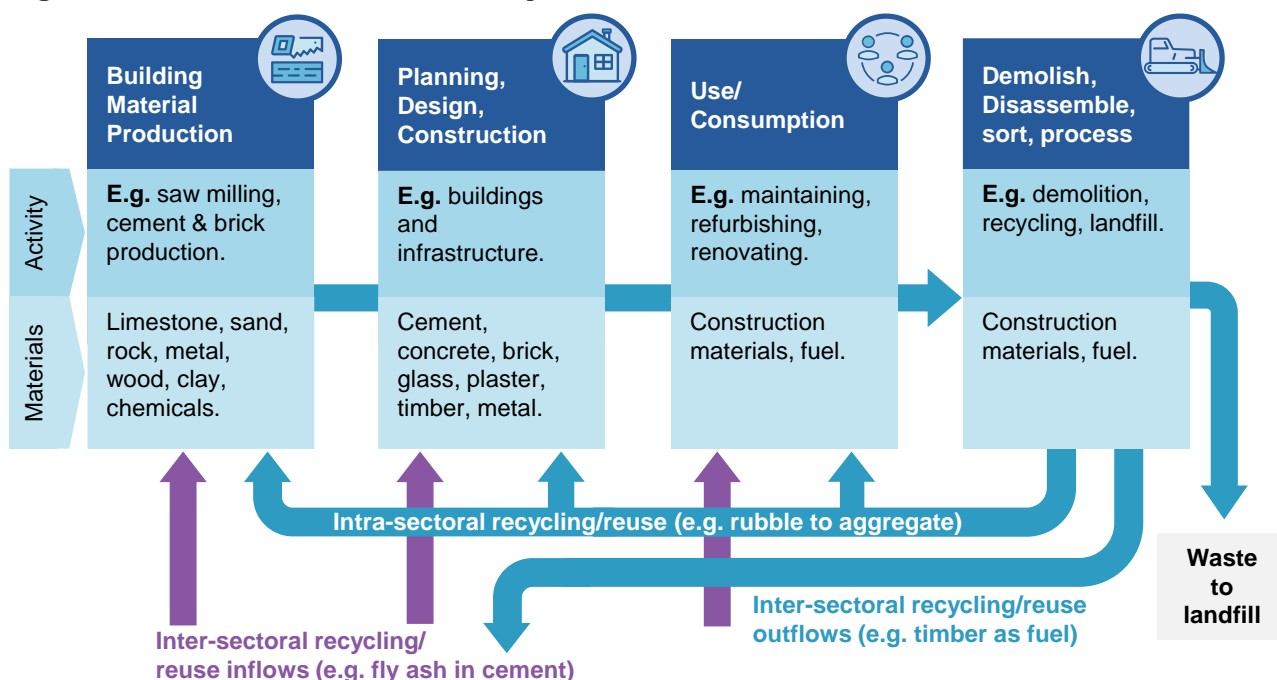 Building
Material
Production
Planning,
Design,
Construction
Use/
Consumption
Demolish,
Disassemble,
sort, process
Activity
E.g. saw milling,
cement & brick
production.
E.g. buildings
and
infrastructure.
E.g. maintaining,
refurbishing,
renovating.
E.g. demolition,
recycling, landfill.
Materials
Limestone, sand,
rock, metal,
wood, clay,
chemicals.
Cement,
concrete, brick,
glass, plaster,
timber, metal.
Construction
materials, fuel.
Construction
materials, fuel.
Intra-sectoral recycling/reuse (e.g. rubble to aggregate)
Waste
to
landfill
Inter-sectoral recycling/reuse
outflows (e.g. timber as fuel)
Inter-sectoral recycling/
reuse inflows (e.g. fly ash in cement)